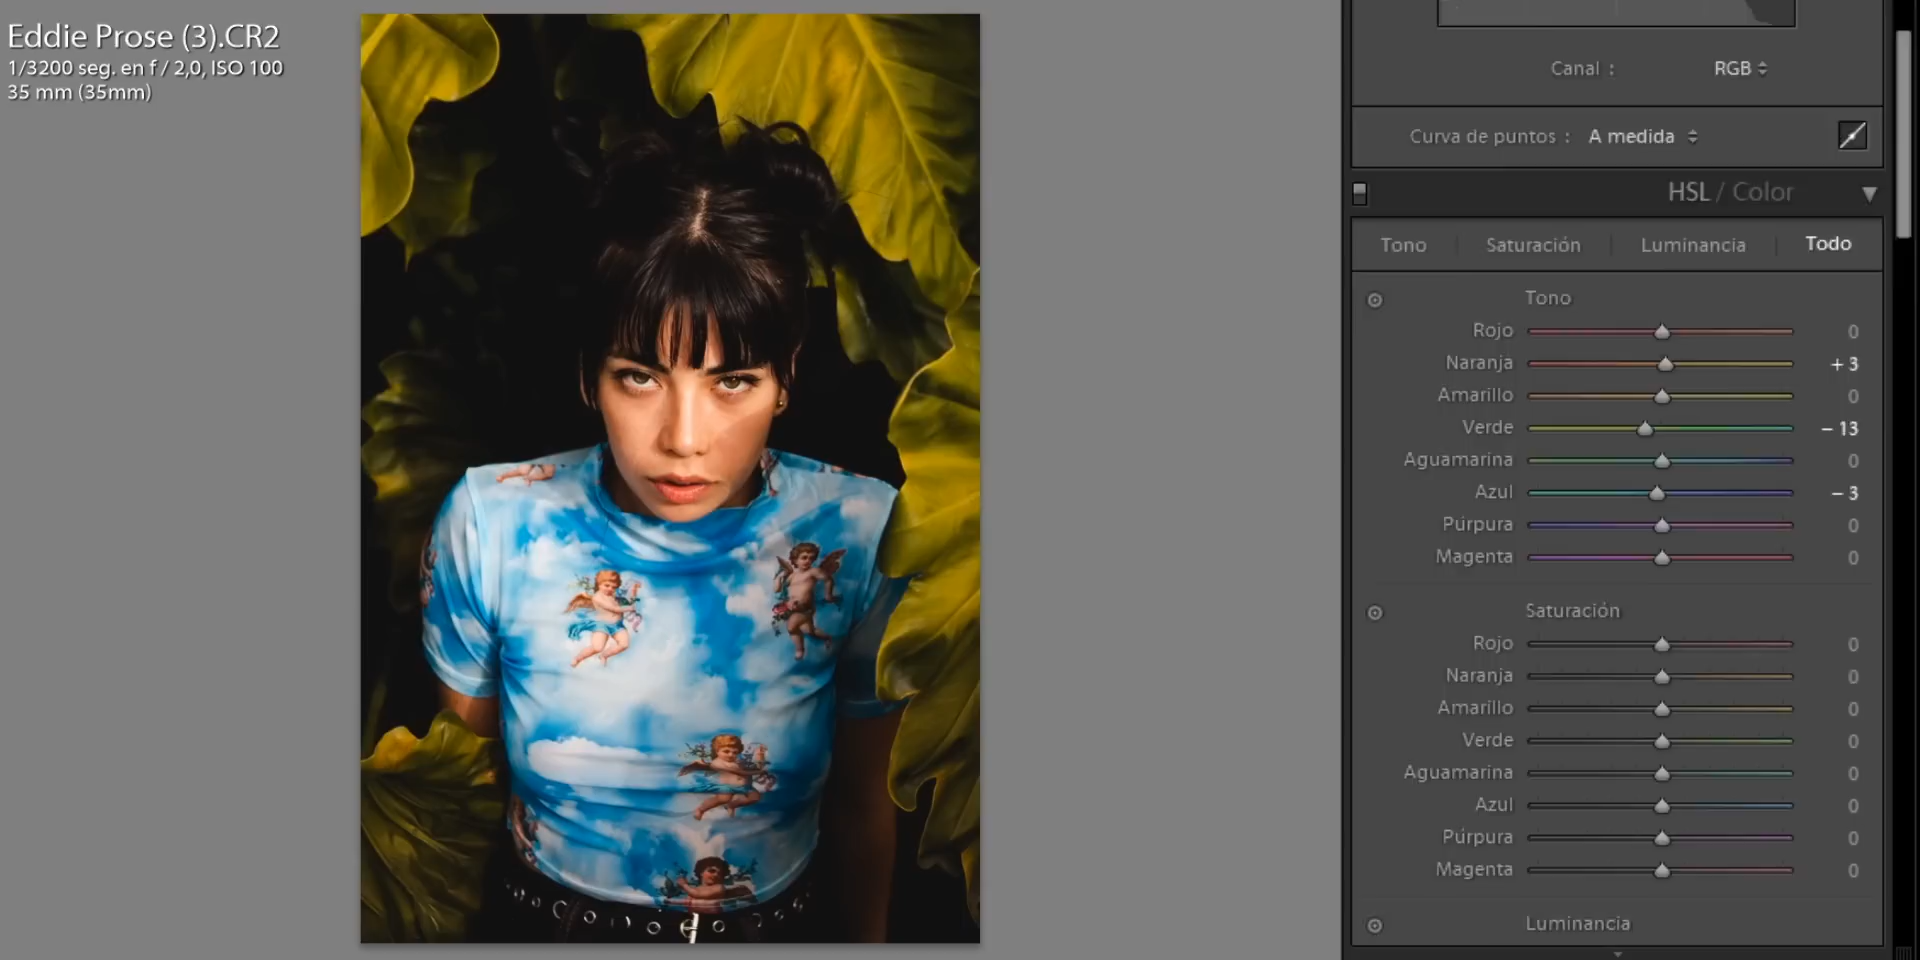 Eddie Prose (3).CR2
1/3200 seg. en f / 2,0, ISO 100
35 mm (35mm)
Canal : RGB
Curva de puntos : A medida
HSL / Color
Tono Saturación Luminancia Todo
Tono
Rojo 0
Naranja + 3
Amarillo 0
Verde – 13
Aguamarina 0
Azul – 3
Púrpura 0
Magenta 0
Saturación
Rojo 0
Naranja 0
Amarillo 0
Verde 0
Aguamarina 0
Azul 0
Púrpura 0
Magenta 0
Luminancia